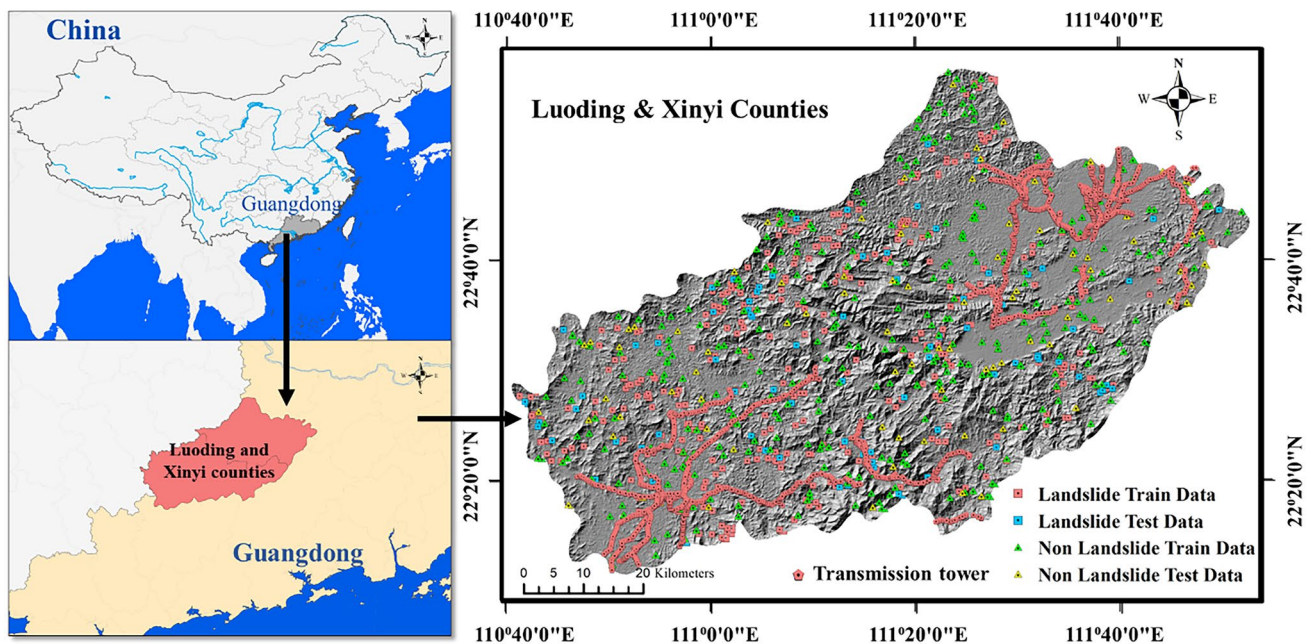 China
N
W E
S
Guangdong
N
W E
S
Luoding and
Xinyi counties
Guangdong
110°40'0"E 111°0'0"E 111°20'0"E 111°40'0"E
Luoding & Xinyi Counties
N
W E
S
22°40'0"N
22°40'0"N
22°20'0"N
22°20'0"N
Landslide Train Data
Landslide Test Data
Non Landslide Train Data
Non Landslide Test Data
Transmission tower
0 5 10 20 Kilometers
110°40'0"E 111°0'0"E 111°20'0"E 111°40'0"E